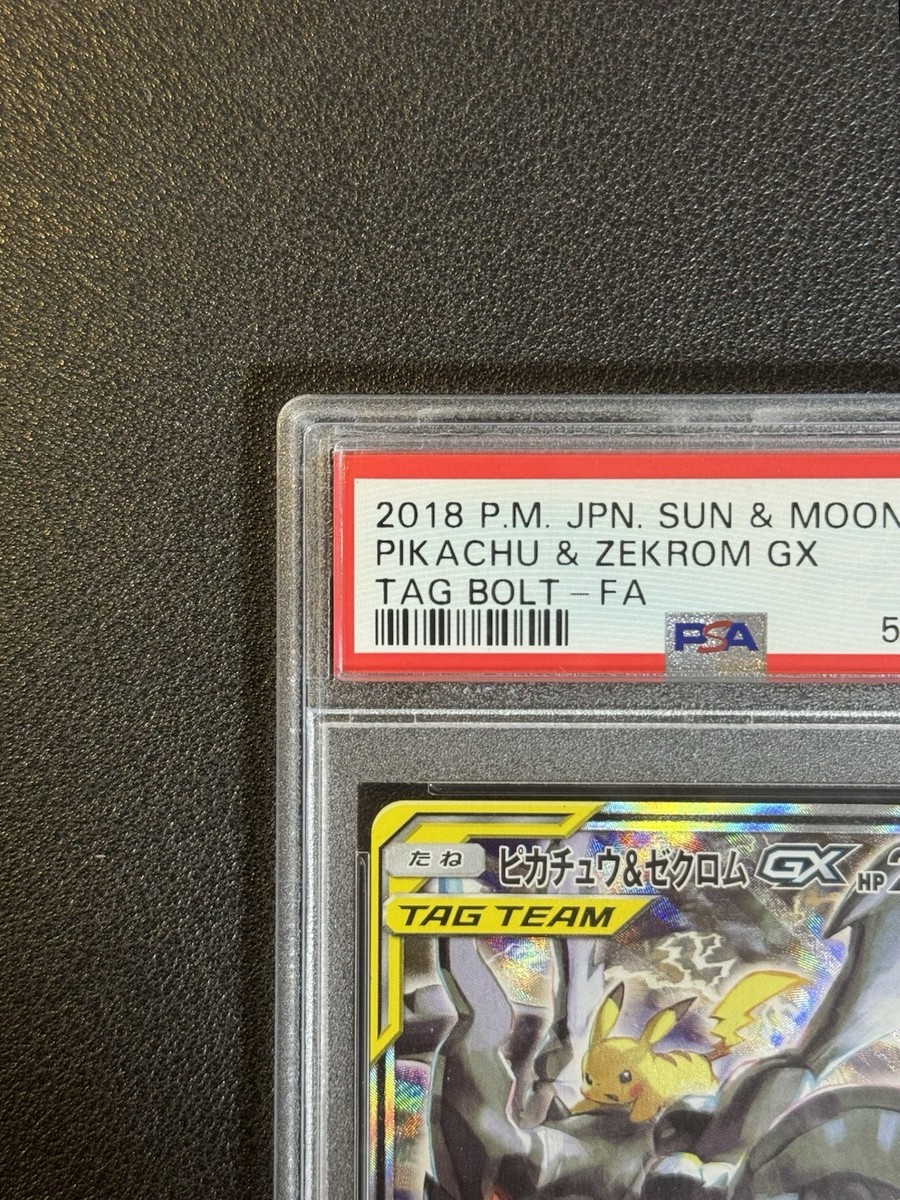 2018 P.M. JPN. SUN & MOON
PIKACHU & ZEKROM GX
TAG BOLT - FA
PSA
5
たね ピカチュウ&ゼクロム GX HP 2
TAG TEAM